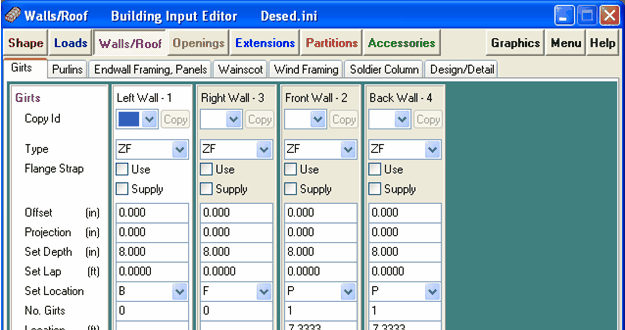 Walls/Roof Building Input Editor Desed.ini
Shape Loads Walls/Roof Openings Extensions Partitions Accessories Graphics Menu Help
Girts Purlins Endwall Framing, Panels Wainscot Wind Framing Soldier Column Design/Detail
Girts Left Wall - 1 Right Wall - 3 Front Wall - 2 Back Wall - 4
Copy Id Copy Copy Copy Copy
Type ZF ZF ZF ZF
Flange Strap Use Use Use Use
Supply Supply Supply Supply
Offset (in) 0.000 0.000 0.000 0.000
Projection (in) 0.000 0.000 0.000 0.000
Set Depth (in) 8.000 8.000 8.000 8.000
Set Lap (ft) 0.0000 0.0000 0.0000 0.0000
Set Location B F P P
No. Girts 0 0 1 1
Location (ft) 7.3333 7.3333